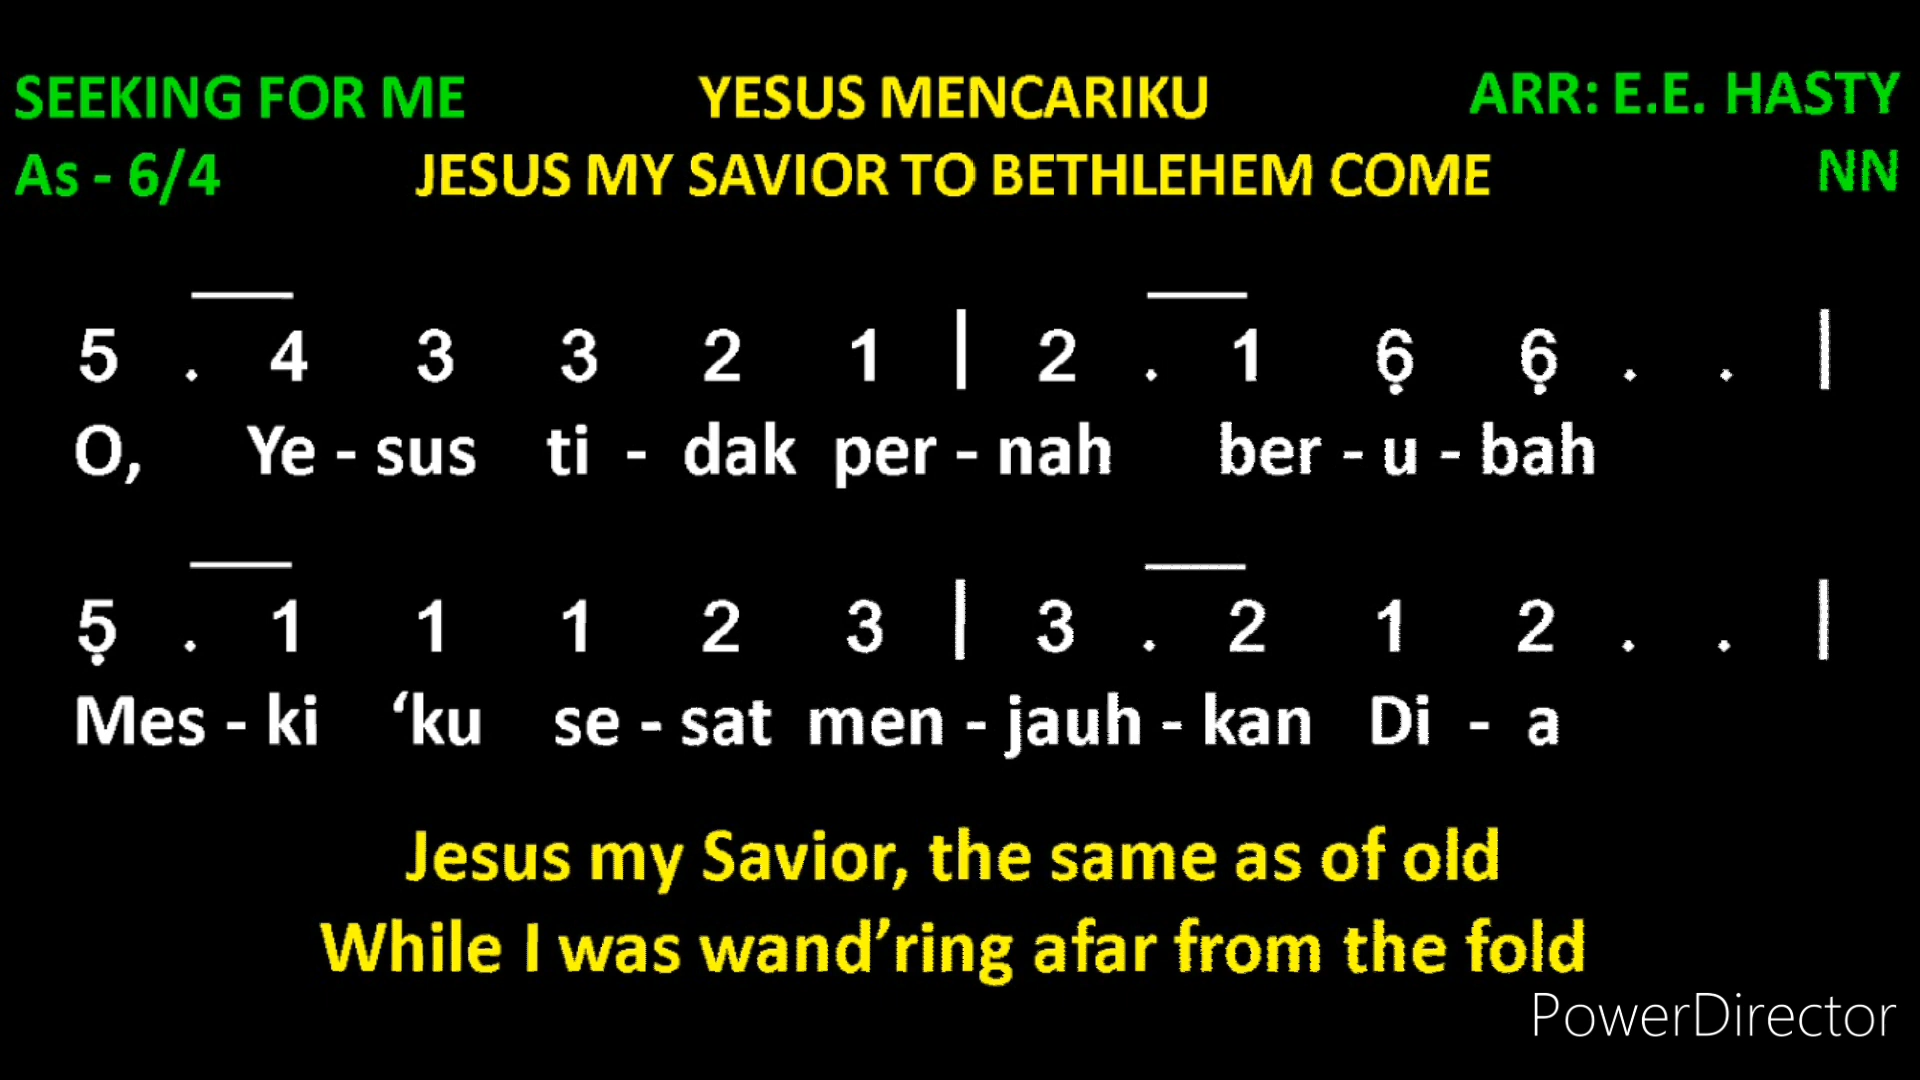 SEEKING FOR ME YESUS MENCARIKU ARR: E.E. HASTY
As - 6/4 JESUS MY SAVIOR TO BETHLEHEM COME NN
5 . 4 3 3 2 1 | 2 . 1 6̣ 6̣ . . |
O, Ye - sus ti - dak per - nah ber - u - bah
5̣ . 1 1 1 2 3 | 3 . 2 1 2 . . |
Mes - ki ‘ku se - sat men - jauh - kan Di - a
Jesus my Savior, the same as of old
While I was wand’ring afar from the fold
PowerDirector